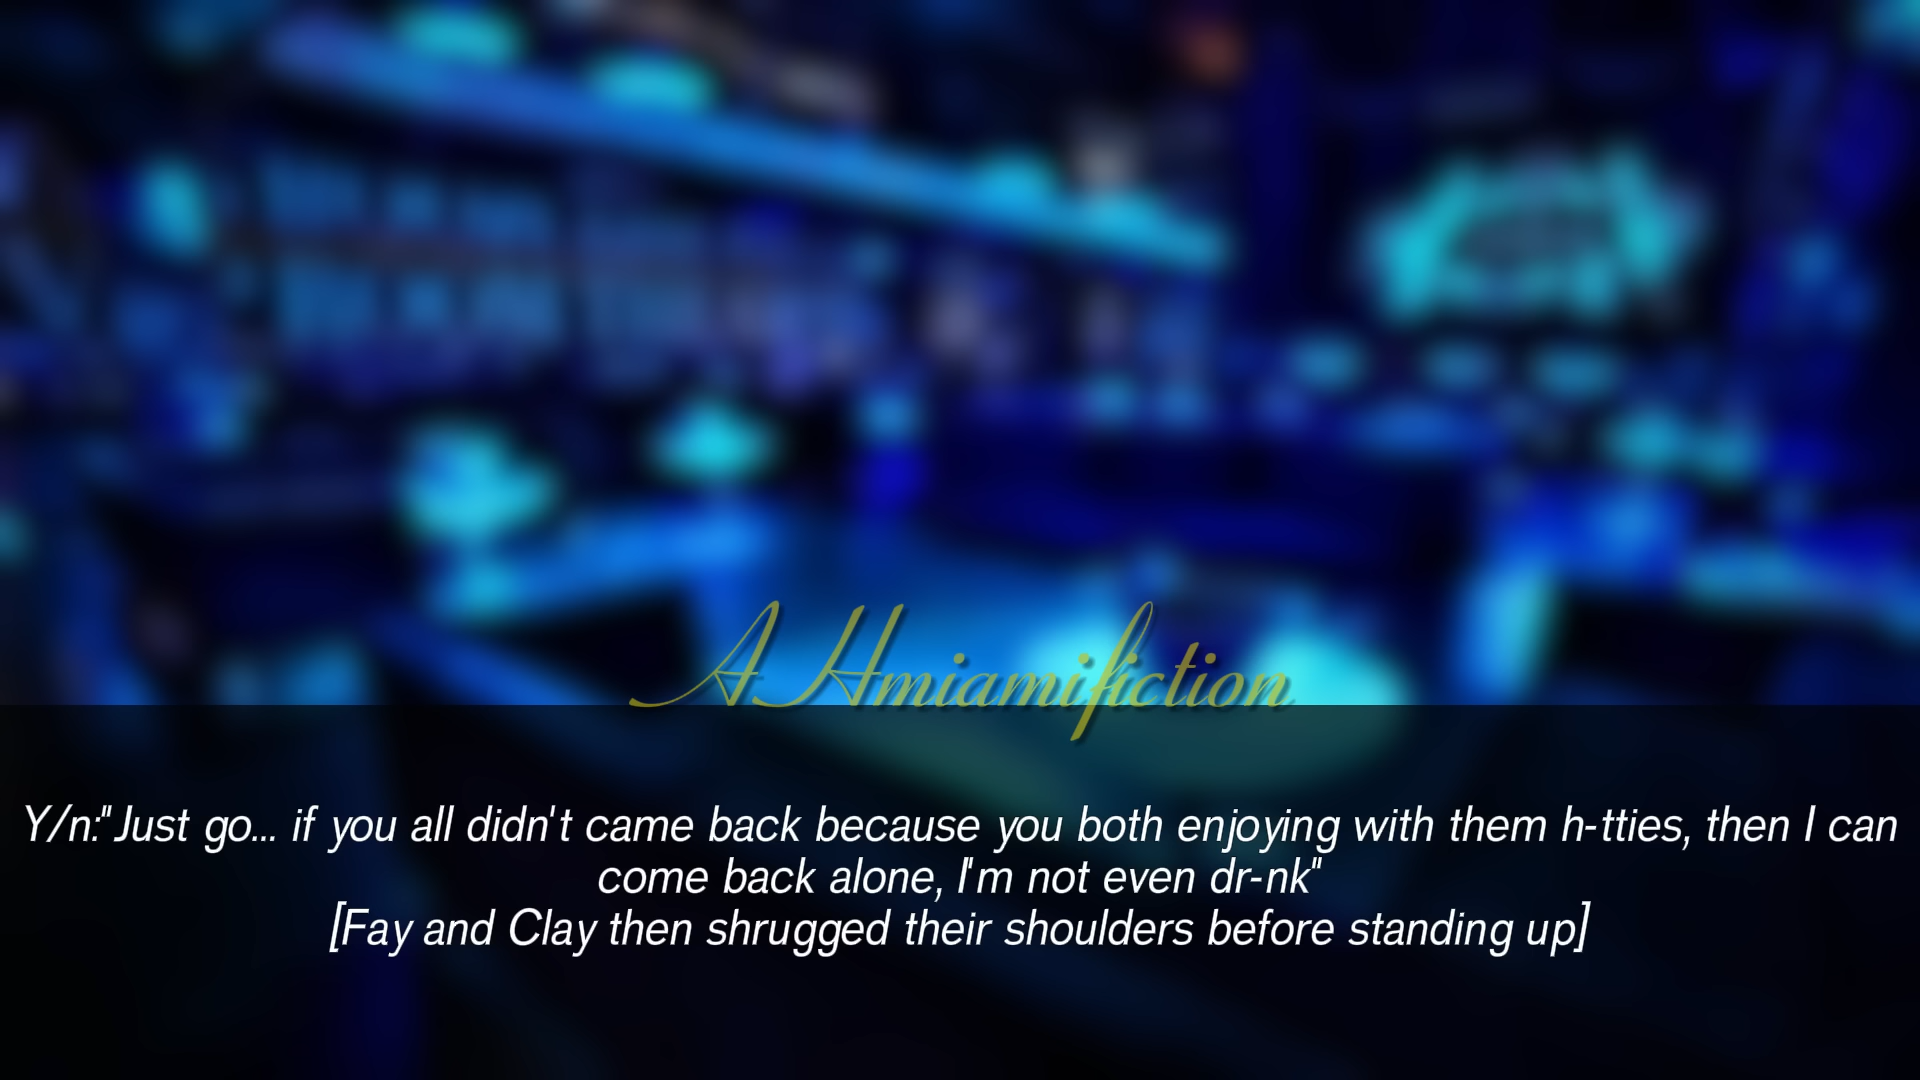 AHmiamifiction
Y/n:"Just go... if you all didn't came back because you both enjoying with them h-tties, then I can
come back alone, I'm not even dr-nk"
[Fay and Clay then shrugged their shoulders before standing up]